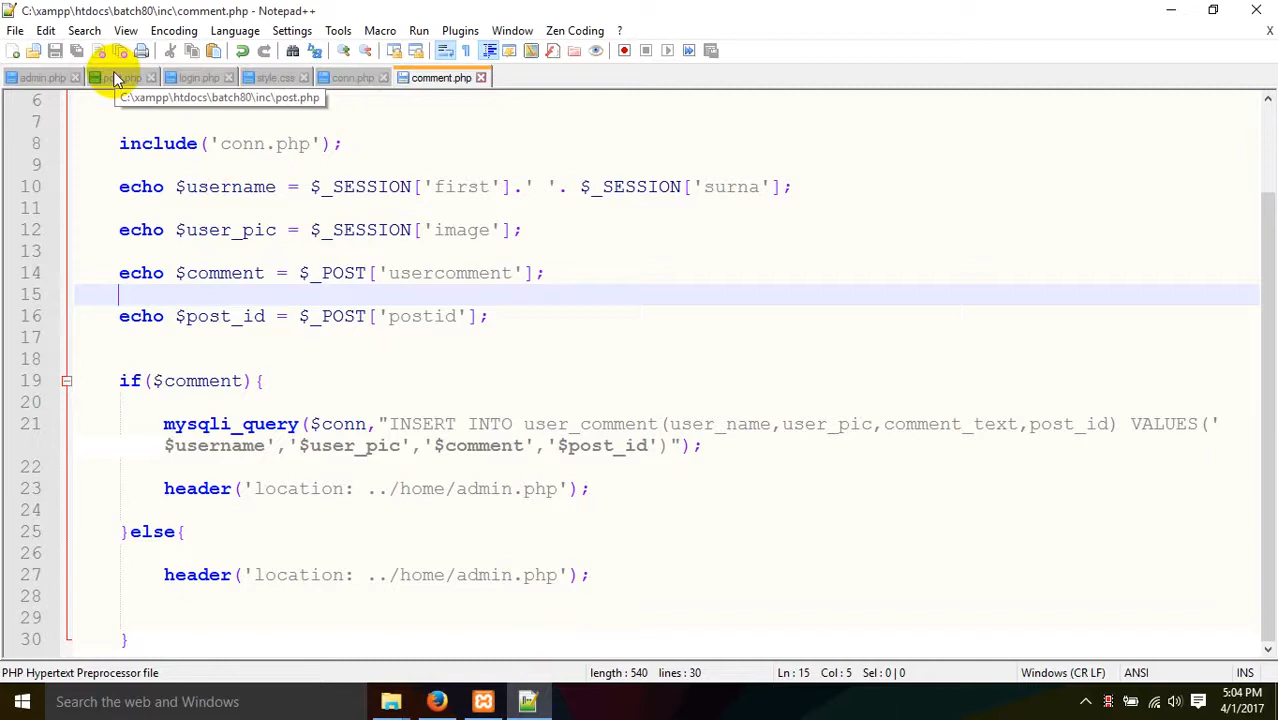 C:\xampp\htdocs\batch80\inc\comment.php - Notepad++
File Edit Search View Encoding Language Settings Macro Run Plugins Window Zen Coding ?
admin.php login.php style.css conn.php comment.php
C:\xampp\htdocs\batch80\inc\post.php
6
7
8 include('conn.php');
9
10 echo $username = $_SESSION['first'].' '. $_SESSION['surna'];
11
12 echo $user_pic = $_SESSION['image'];
13
14 echo $comment = $_POST['usercomment'];
15
16 echo $post_id = $_POST['postid'];
17
18
19 if($comment){
20
21 mysqli_query($conn,"INSERT INTO user_comment(user_name,user_pic,comment_text,post_id) VALUES('
$username','$user_pic','$comment','$post_id')");
22
23 header('location: ../home/admin.php');
24
25 }else{
26
27 header('location: ../home/admin.php');
28
29
30 }
PHP Hypertext Preprocessor file length : 540 lines : 30 Ln : 15 Col : 5 Sel : 0 | 0 Windows (CR LF) ANSI INS
Search the web and Windows
5:04 PM
4/1/2017